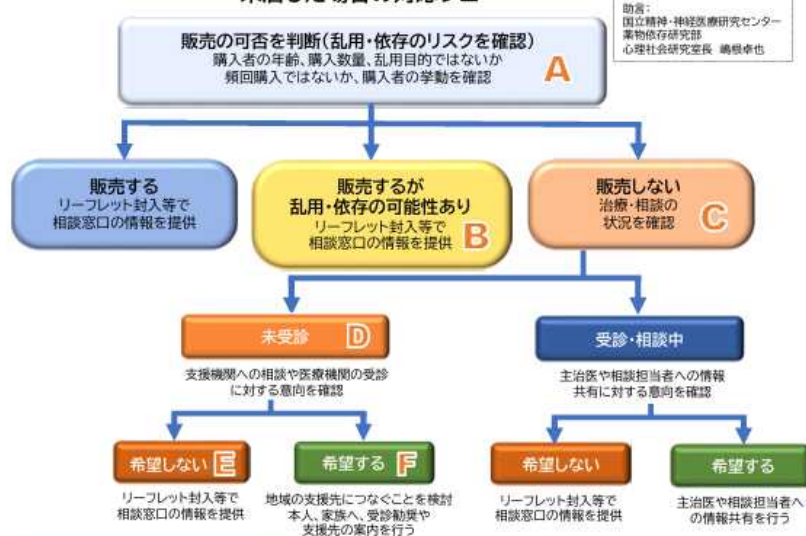 助言:
国立精神・神経医療研究センター
薬物依存研究部
心理社会研究室長 嶋根卓也
販売の可否を判断(乱用・依存のリスクを確認)
購入者の年齢、購入数量、乱用目的ではないか
頻回購入ではないか、購入者の挙動を確認
A
販売する
リーフレット封入等で
相談窓口の情報を提供
販売するが
乱用・依存の可能性あり
リーフレット封入等で
相談窓口の情報を提供
B
販売しない
治療・相談の
状況を確認
C
未受診 D
支援機関への相談や医療機関の受診
に対する意向を確認
受診・相談中
主治医や相談担当者への情報
共有に対する意向を確認
希望しない E
リーフレット封入等で
相談窓口の情報を提供
希望する F
地域の支援先につなぐことを検討
本人、家族へ、受診勧奨や
支援先の案内を行う
希望しない
リーフレット封入等で
相談窓口の情報を提供
希望する
主治医や相談担当者へ
の情報共有を行う